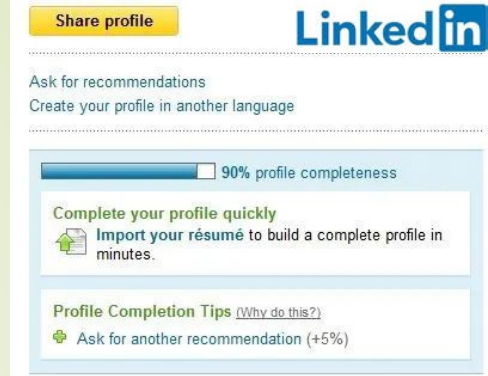 Share profile
Linkedin
Ask for recommendations
Create your profile in another language
90% profile completeness
Complete your profile quickly
Import your résumé to build a complete profile in
minutes.
Profile Completion Tips (Why do this?)
Ask for another recommendation (+5%)